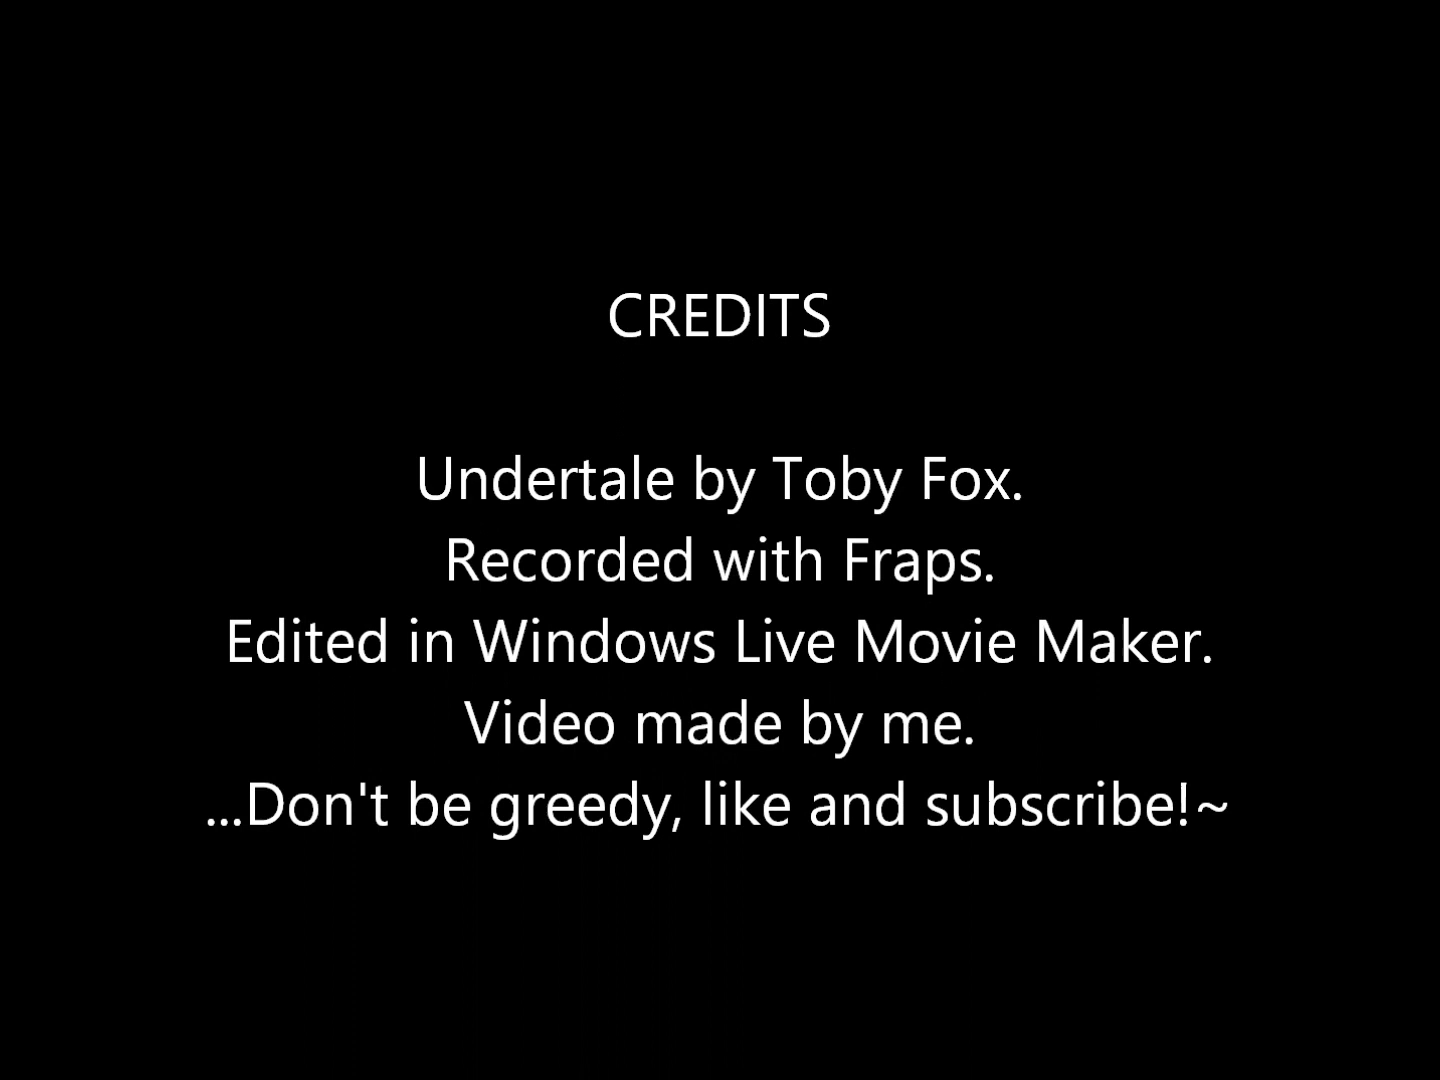 CREDITS
Undertale by Toby Fox.
Recorded with Fraps.
Edited in Windows Live Movie Maker.
Video made by me.
...Don't be greedy, like and subscribe!~